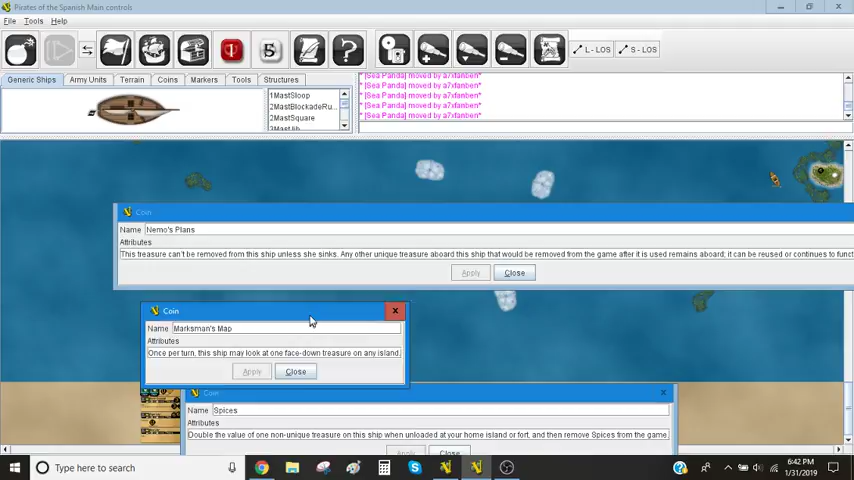 Pirates of the Spanish Main controls
File Tools Help
L - LOS
S - LOS
Generic Ships Army Units Terrain Coins Markers Tools Structures
1MastSloop
2MastBlockadeRu...
2MastSquare
* [Sea Panda] moved by a7xfanben*
* [Sea Panda] moved by a7xfanben*
* [Sea Panda] moved by a7xfanben*
* [Sea Panda] moved by a7xfanben*
* [Sea Panda] moved by a7xfanben*
Coin
Name Nemo's Plans
Attributes
This treasure can't be removed from this ship unless she sinks. Any other unique treasure aboard this ship that would be removed from the game after it is used remains aboard; it can be reused or continues to funct
Apply Close
Coin
Name Marksman's Map
Attributes
Once per turn, this ship may look at one face-down treasure on any island.
Apply Close
Coin
Name Spices
Attributes
Double the value of one non-unique treasure on this ship when unloaded at your home island or fort, and then remove Spices from the game.
Apply Close
Type here to search
6:42 PM
1/31/2019